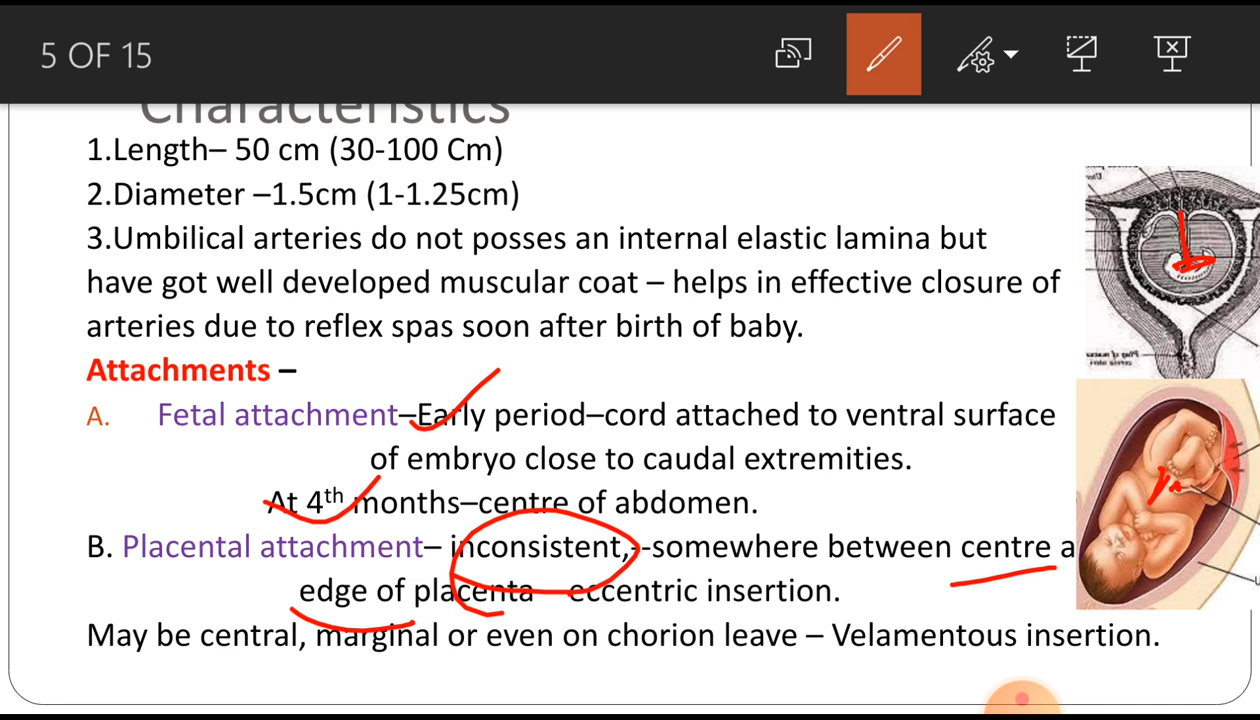 5 OF 15
Characteristics
1.Length– 50 cm (30-100 Cm)
2.Diameter –1.5cm (1-1.25cm)
3.Umbilical arteries do not posses an internal elastic lamina but
have got well developed muscular coat – helps in effective closure of
arteries due to reflex spas soon after birth of baby.
Attachments –
A. Fetal attachment–Early period–cord attached to ventral surface
of embryo close to caudal extremities.
At 4th months–centre of abdomen.
B. Placental attachment– inconsistent,--somewhere between centre a
edge of placenta eccentric insertion.
May be central, marginal or even on chorion leave – Velamentous insertion.